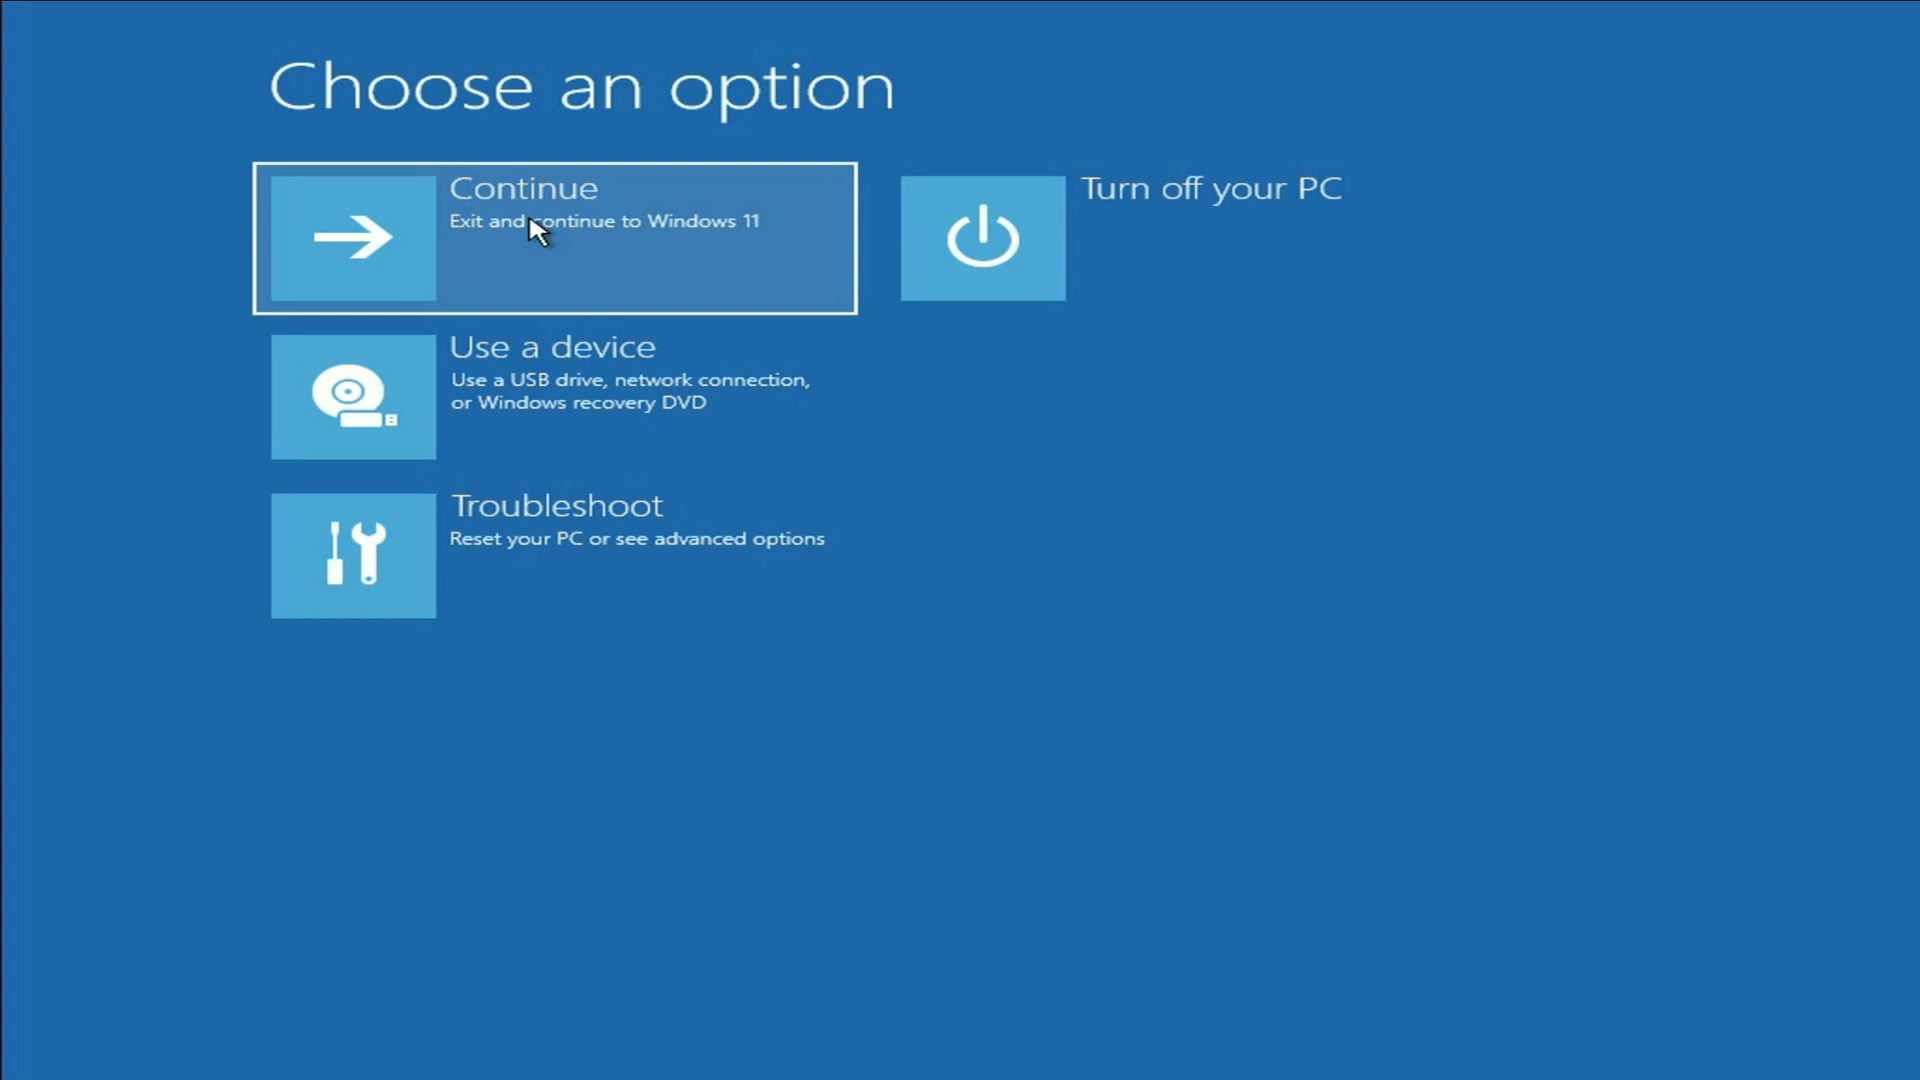 Choose an option
Continue
Exit and continue to Windows 11
Turn off your PC
Use a device
Use a USB drive, network connection,
or Windows recovery DVD
Troubleshoot
Reset your PC or see advanced options